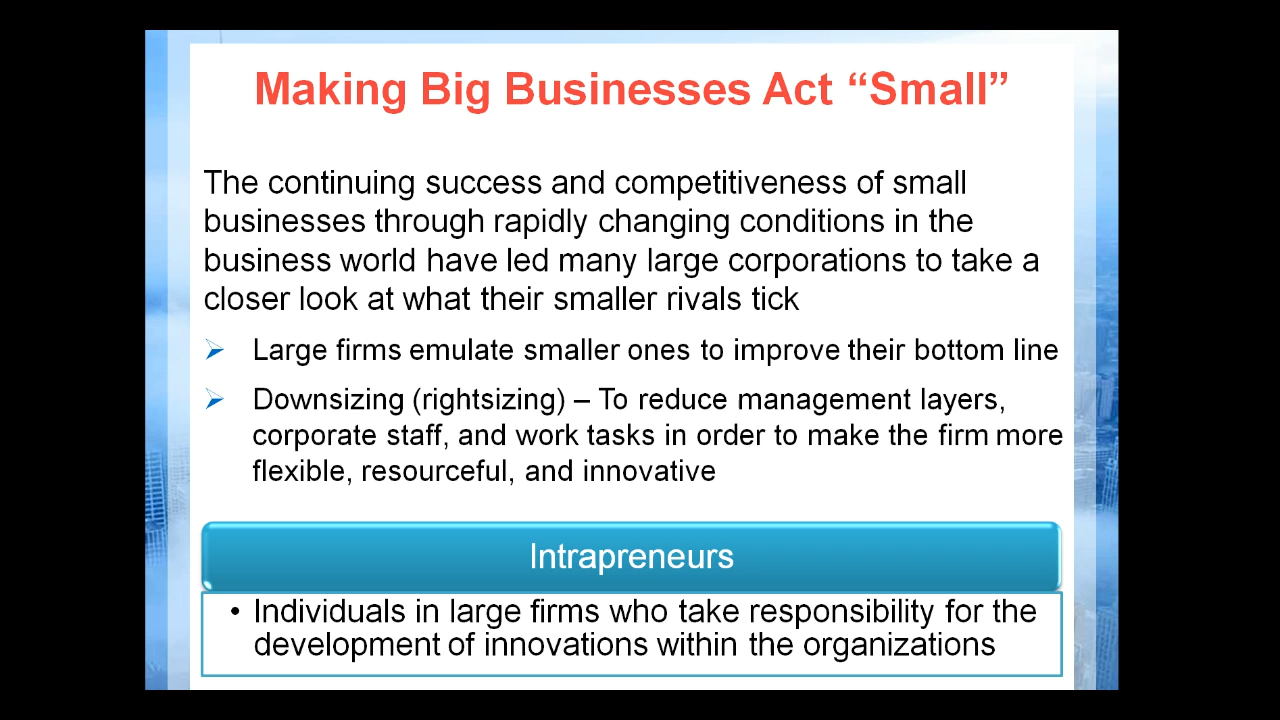 Making Big Businesses Act “Small”
The continuing success and competitiveness of small
businesses through rapidly changing conditions in the
business world have led many large corporations to take a
closer look at what their smaller rivals tick
➢ Large firms emulate smaller ones to improve their bottom line
➢ Downsizing (rightsizing) – To reduce management layers,
corporate staff, and work tasks in order to make the firm more
flexible, resourceful, and innovative
Intrapreneurs
• Individuals in large firms who take responsibility for the
development of innovations within the organizations